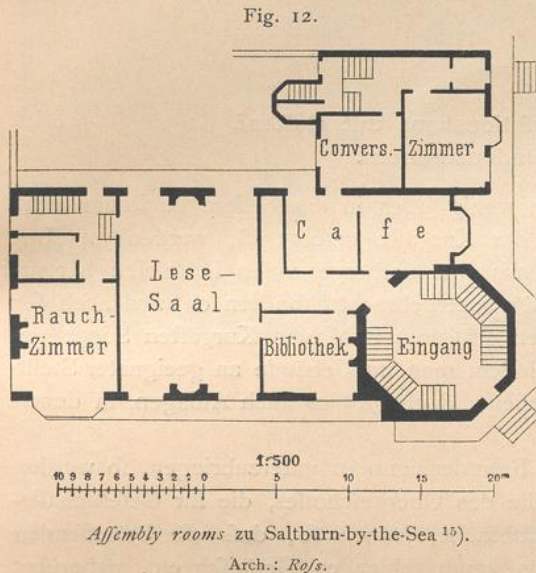 Fig. 12.
Convers.– Zimmer
Cafe
Lese–
Saal
Rauch–
Zimmer
Bibliothek
Eingang
1:500
10 9 8 7 6 5 4 3 2 1 0 5 10 15 20m
Assembly rooms zu Saltburn-by-the-Sea 15).
Arch.: Roſs.